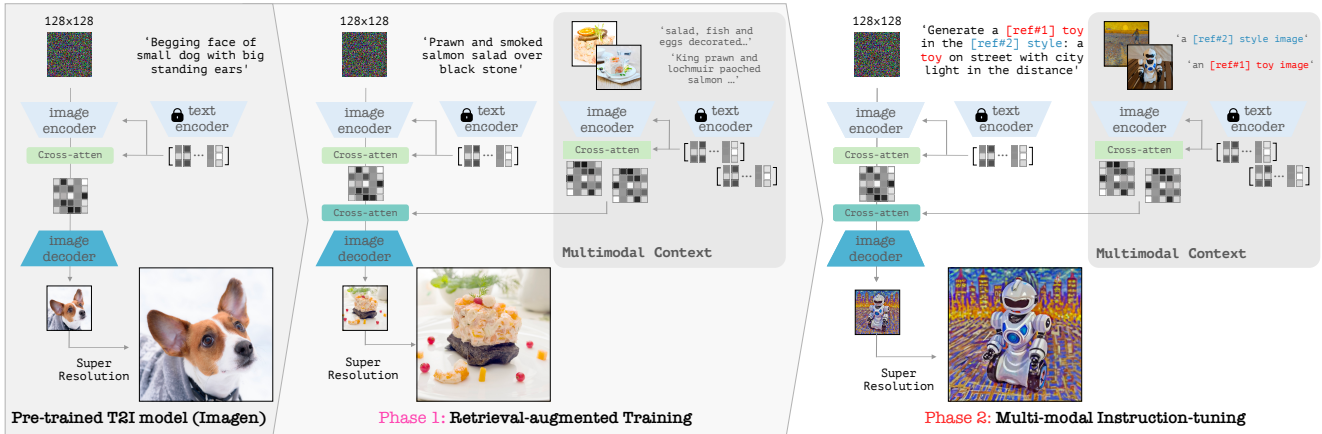 128x128
'Begging face of
small dog with big
standing ears'
image
encoder
text
encoder
Cross-atten
[ ... ]
image
decoder
Super
Resolution
Pre-trained T2I model (Imagen)
128x128
'Prawn and smoked
salmon salad over
black stone'
image
encoder
text
encoder
Cross-atten
[ ... ]
Cross-atten
image
decoder
Super
Resolution
'salad, fish and
eggs decorated…'
'King prawn and
lochmuir paoched
salmon ...'
image
encoder
text
encoder
Cross-atten
[ ... ]
[ ... ]
Multimodal Context
Phase 1: Retrieval-augmented Training
128x128
'Generate a [ref#1] toy
in the [ref#2] style: a
toy on street with city
light in the distance'
image
encoder
text
encoder
Cross-atten
[ ... ]
Cross-atten
image
decoder
Super
Resolution
'a [ref#2] style image'
'an [ref#1] toy image'
image
encoder
text
encoder
Cross-atten
[ ... ]
[ ... ]
Multimodal Context
Phase 2: Multi-modal Instruction-tuning